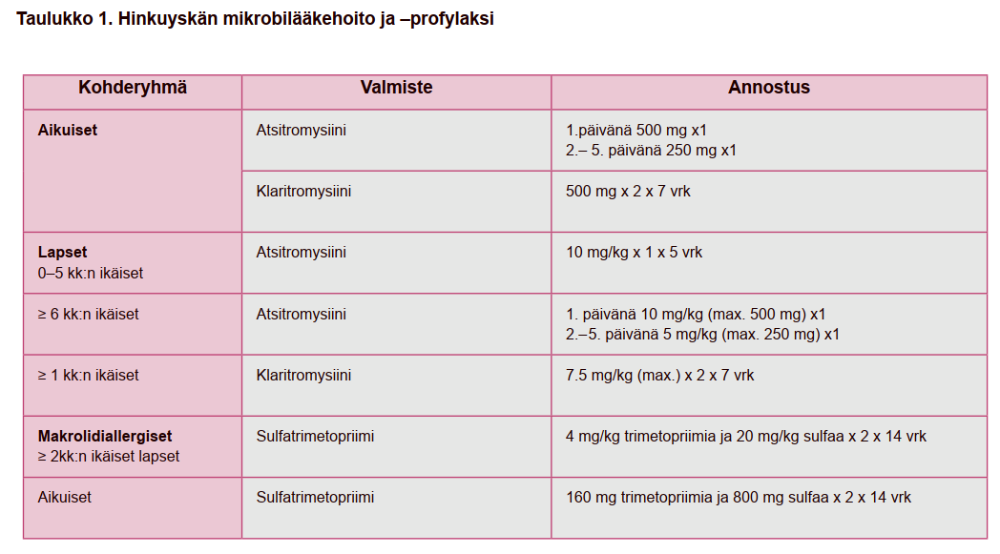 Taulukko 1. Hinkuyskän mikrobilääkehoito ja –profylaksi
Kohderyhmä Valmiste Annostus
Aikuiset Atsitromysiini 1.päivänä 500 mg x1
2.– 5. päivänä 250 mg x1
Klaritromysiini 500 mg x 2 x 7 vrk
Lapset Atsitromysiini 10 mg/kg x 1 x 5 vrk
0–5 kk:n ikäiset
≥ 6 kk:n ikäiset Atsitromysiini 1. päivänä 10 mg/kg (max. 500 mg) x1
2.–5. päivänä 5 mg/kg (max. 250 mg) x1
≥ 1 kk:n ikäiset Klaritromysiini 7.5 mg/kg (max.) x 2 x 7 vrk
Makrolidiallergiset Sulfatrimetopriimi 4 mg/kg trimetopriimia ja 20 mg/kg sulfaa x 2 x 14 vrk
≥ 2kk:n ikäiset lapset
Aikuiset Sulfatrimetopriimi 160 mg trimetopriimia ja 800 mg sulfaa x 2 x 14 vrk